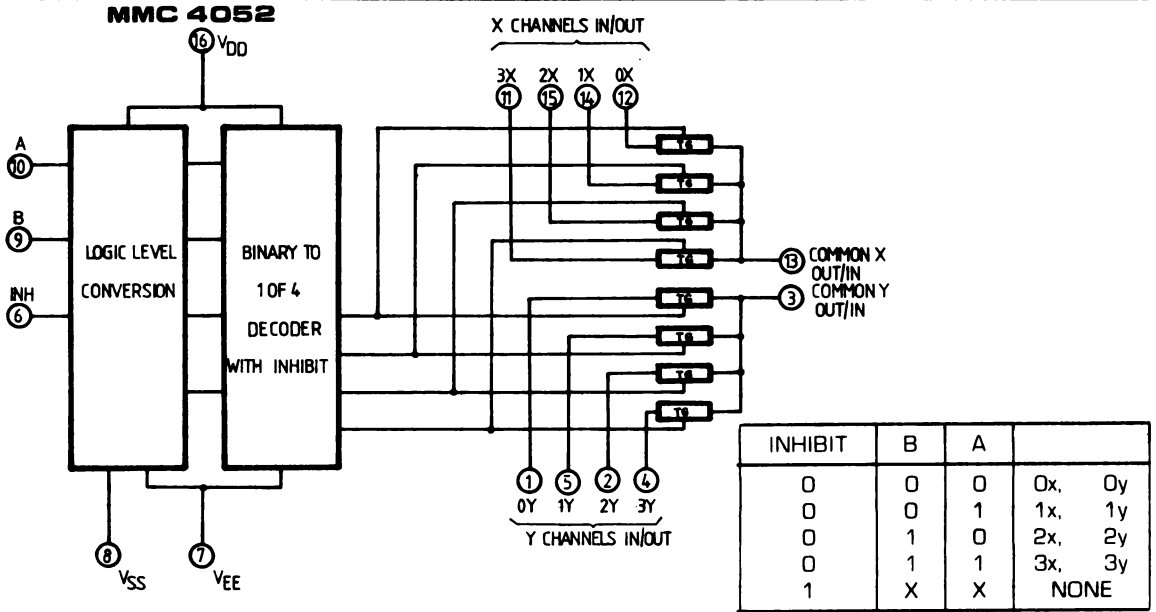 MMC 4052
16 VDD
X CHANNELS IN/OUT
3X 2X 1X 0X
11 15 14 12
A
10
B
9
INH
6
LOGIC LEVEL
CONVERSION
BINARY TO
1 OF 4
DECODER
WITH INHIBIT
TG
TG
TG
TG
TG
TG
TG
TG
13 COMMON X
OUT/IN
3 COMMON Y
OUT/IN
1 5 2 4
0Y 1Y 2Y 3Y
Y CHANNELS IN/OUT
8 VSS
7 VEE
INHIBIT B A
0 0 0 0x, 0y
0 0 1 1x, 1y
0 1 0 2x, 2y
0 1 1 3x, 3y
1 X X NONE